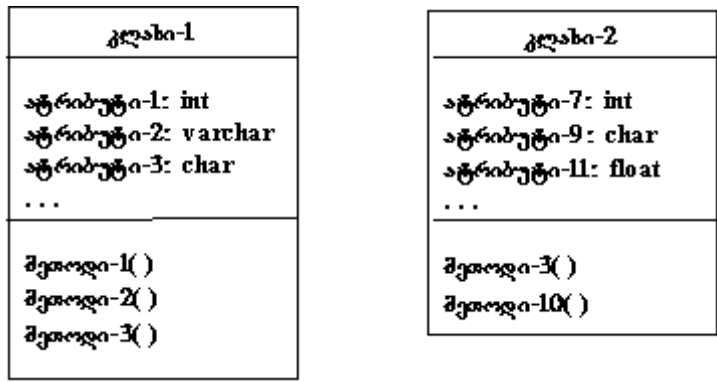 კლასი-1
ატრიბუტი-1: int
ატრიბუტი-2: varchar
ატრიბუტი-3: char
. . .
მეთოდი-1( )
მეთოდი-2( )
მეთოდი-3( )
კლასი-2
ატრიბუტი-7: int
ატრიბუტი-9: char
ატრიბუტი-11: float
. . .
მეთოდი-3( )
მეთოდი-10( )